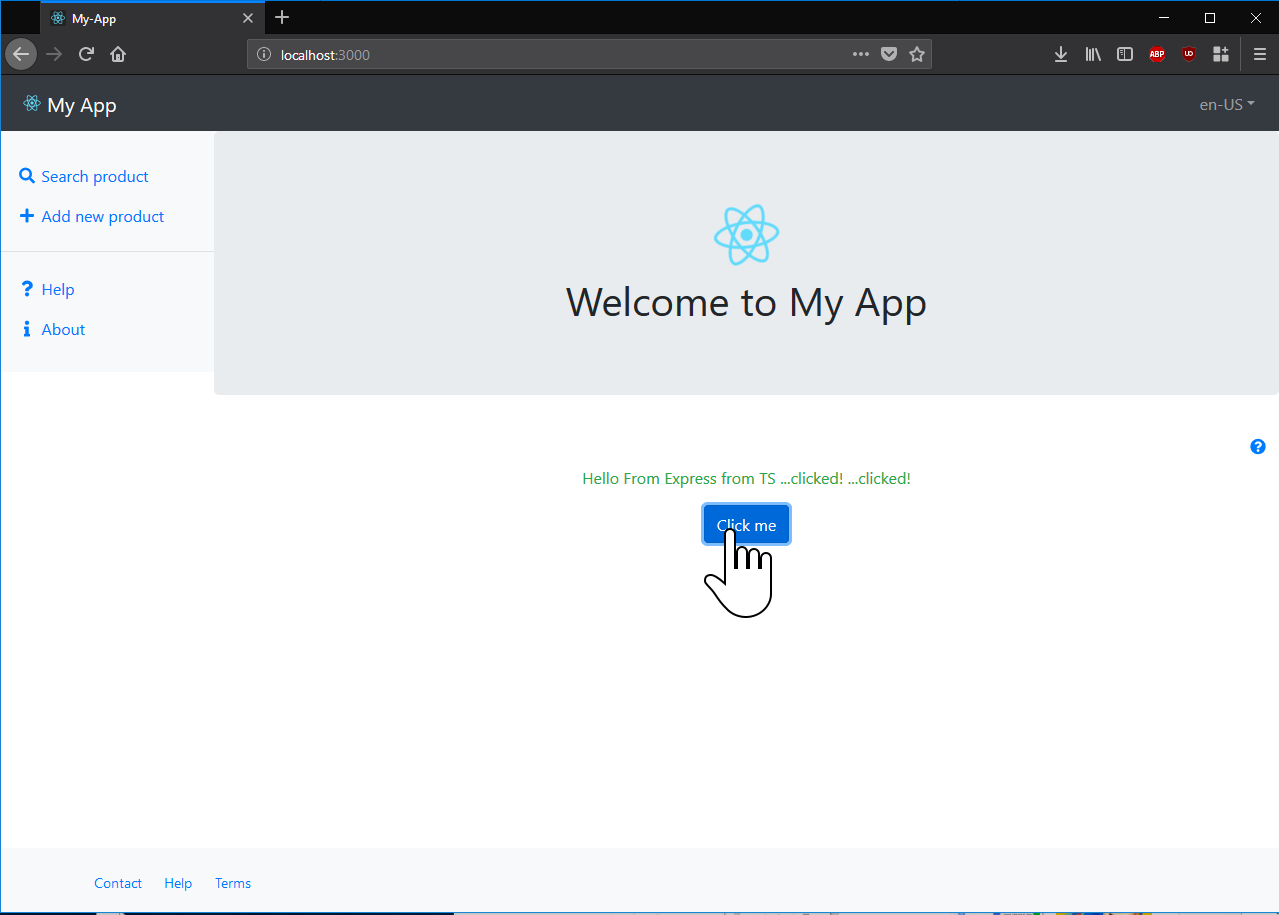 My-App
localhost:3000
ABP
UD
My App
en-US
Search product
Add new product
Help
About
Welcome to My App
Hello From Express from TS ...clicked! ...clicked!
Click me
Contact Help Terms